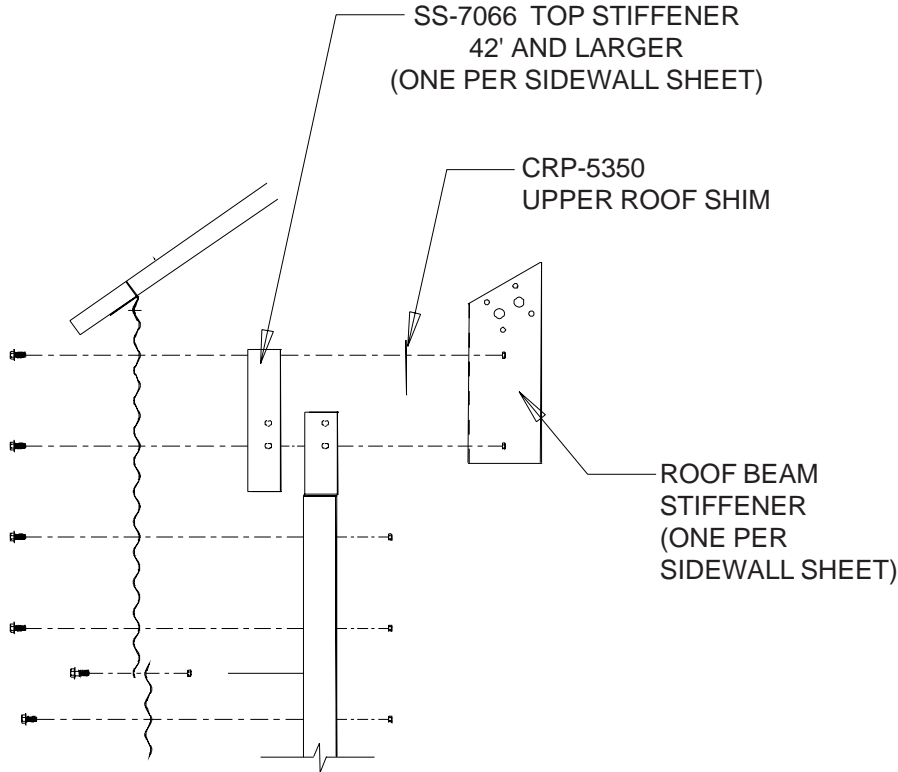 SS-7066 TOP STIFFENER
42' AND LARGER
(ONE PER SIDEWALL SHEET)
CRP-5350
UPPER ROOF SHIM
ROOF BEAM
STIFFENER
(ONE PER
SIDEWALL SHEET)